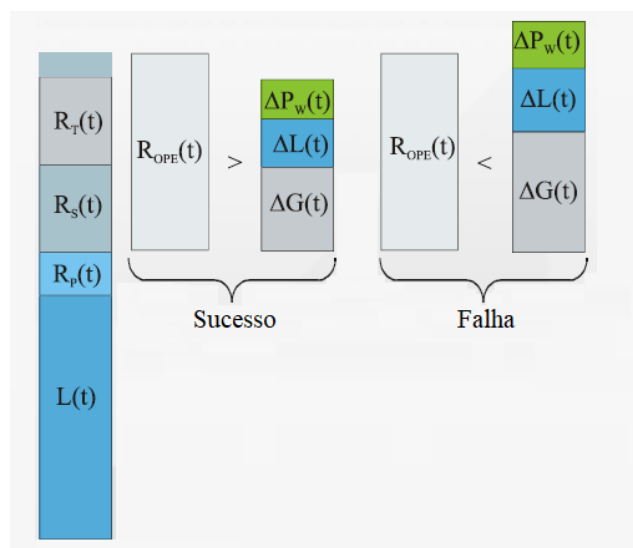 R_T(t)
R_S(t)
R_P(t)
L(t)
R_OPE(t)
>
ΔP_W(t)
ΔL(t)
ΔG(t)
Sucesso
R_OPE(t)
<
ΔP_W(t)
ΔL(t)
ΔG(t)
Falha